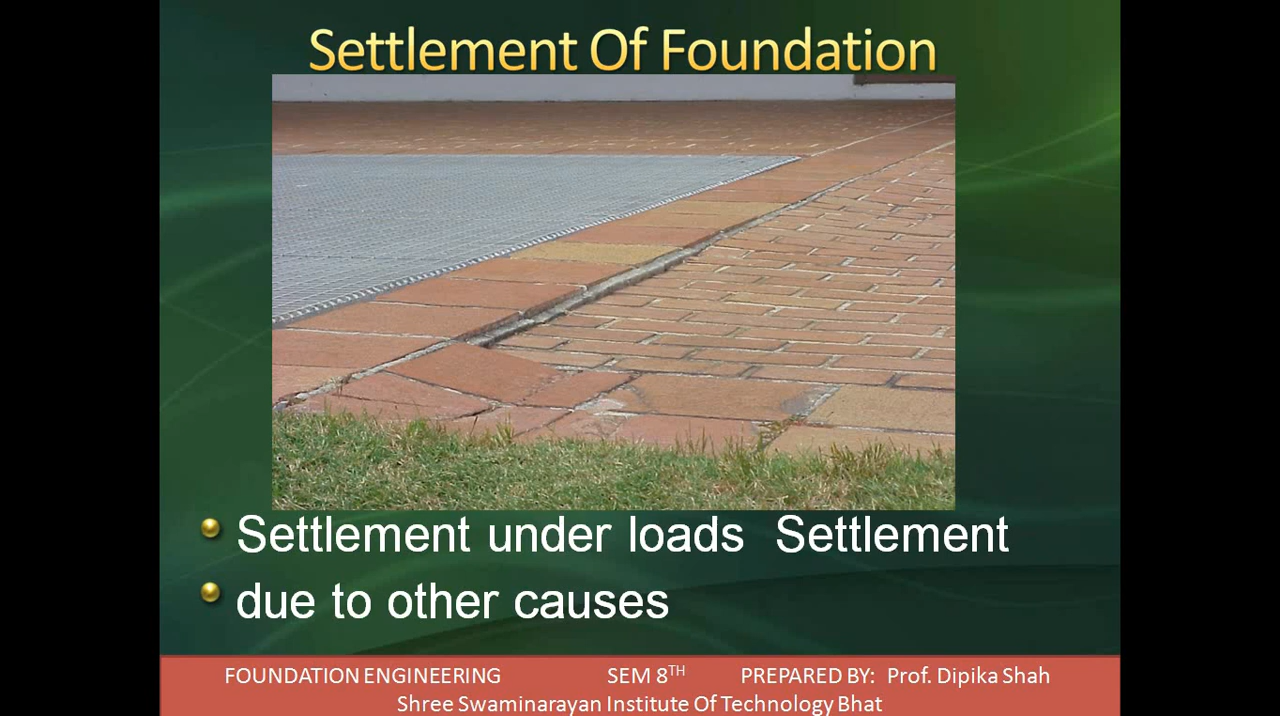 Settlement Of Foundation
Settlement under loads Settlement
due to other causes
FOUNDATION ENGINEERING SEM 8TH PREPARED BY: Prof. Dipika Shah
Shree Swaminarayan Institute Of Technology Bhat